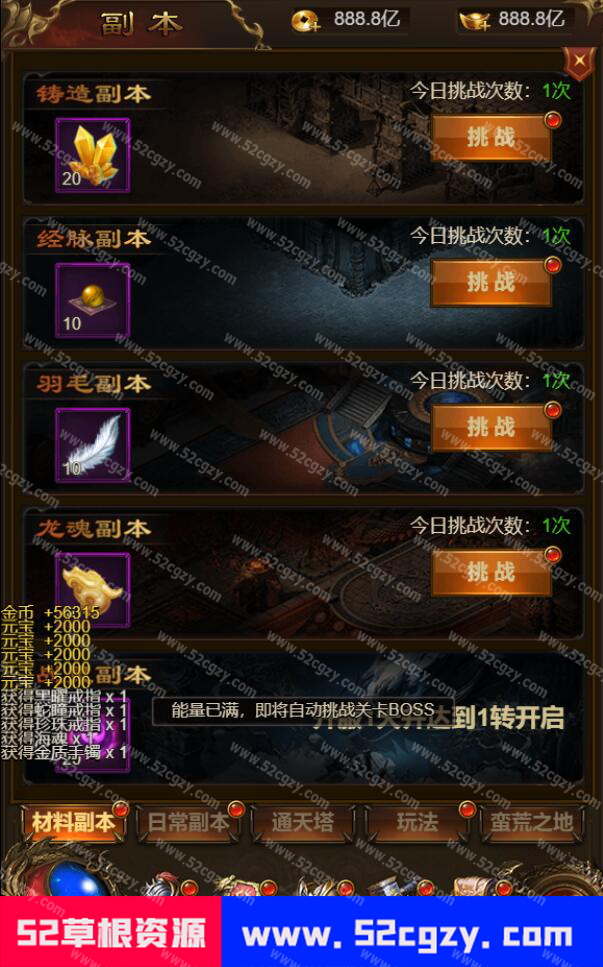 副本
888.8亿
888.8亿
铸造副本
今日挑战次数：1次
20
挑战
经脉副本
今日挑战次数：1次
10
挑战
羽毛副本
今日挑战次数：1次
10
挑战
龙魂副本
今日挑战次数：1次
挑战
金币 +56315
元宝 +2000
元宝 +2000
元宝 +2000
元宝 +2000
元宝 +2000
副本
获得黑曜戒指 x 1
获得蛇瞳戒指 x 1
获得珍珠戒指 x 1
获得海魂 x 1
获得金质手镯 x 1
能量已满，即将自动挑战关卡BOSS
达到1转开启
材料副本
日常副本
通天塔
玩法
蛮荒之地
52草根资源
www.52cgzy.com